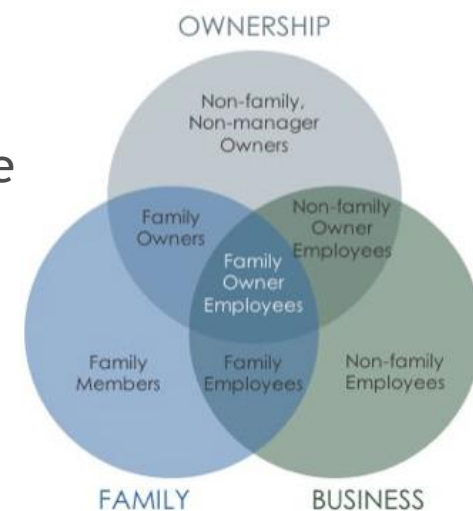 OWNERSHIP
Non-family,
Non-manager
Owners
e
Family
Owners
Non-family
Owner
Employees
Family
Owner
Employees
Family
Members
Family
Employees
Non-family
Employees
FAMILY
BUSINESS